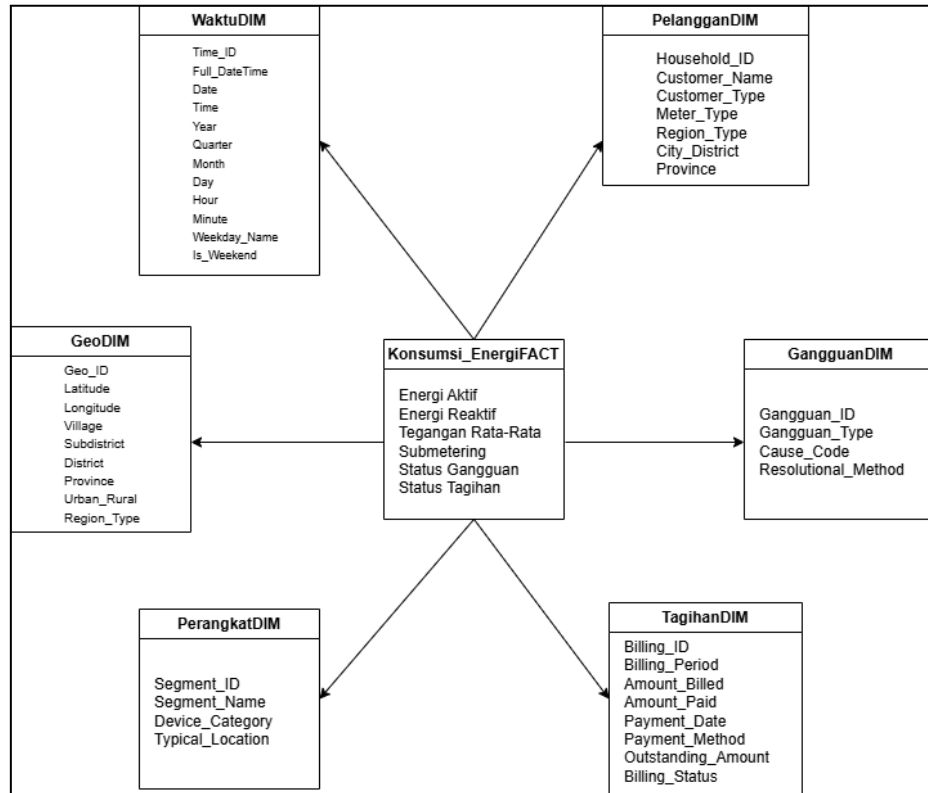 WaktuDIM
Time_ID
Full_DateTime
Date
Time
Year
Quarter
Month
Day
Hour
Minute
Weekday_Name
Is_Weekend
PelangganDIM
Household_ID
Customer_Name
Customer_Type
Meter_Type
Region_Type
City_District
Province
GeoDIM
Geo_ID
Latitude
Longitude
Village
Subdistrict
District
Province
Urban_Rural
Region_Type
Konsumsi_EnergiFACT
Energi Aktif
Energi Reaktif
Tegangan Rata-Rata
Submetering
Status Gangguan
Status Tagihan
GangguanDIM
Gangguan_ID
Gangguan_Type
Cause_Code
Resolutional_Method
PerangkatDIM
Segment_ID
Segment_Name
Device_Category
Typical_Location
TagihanDIM
Billing_ID
Billing_Period
Amount_Billed
Amount_Paid
Payment_Date
Payment_Method
Outstanding_Amount
Billing_Status